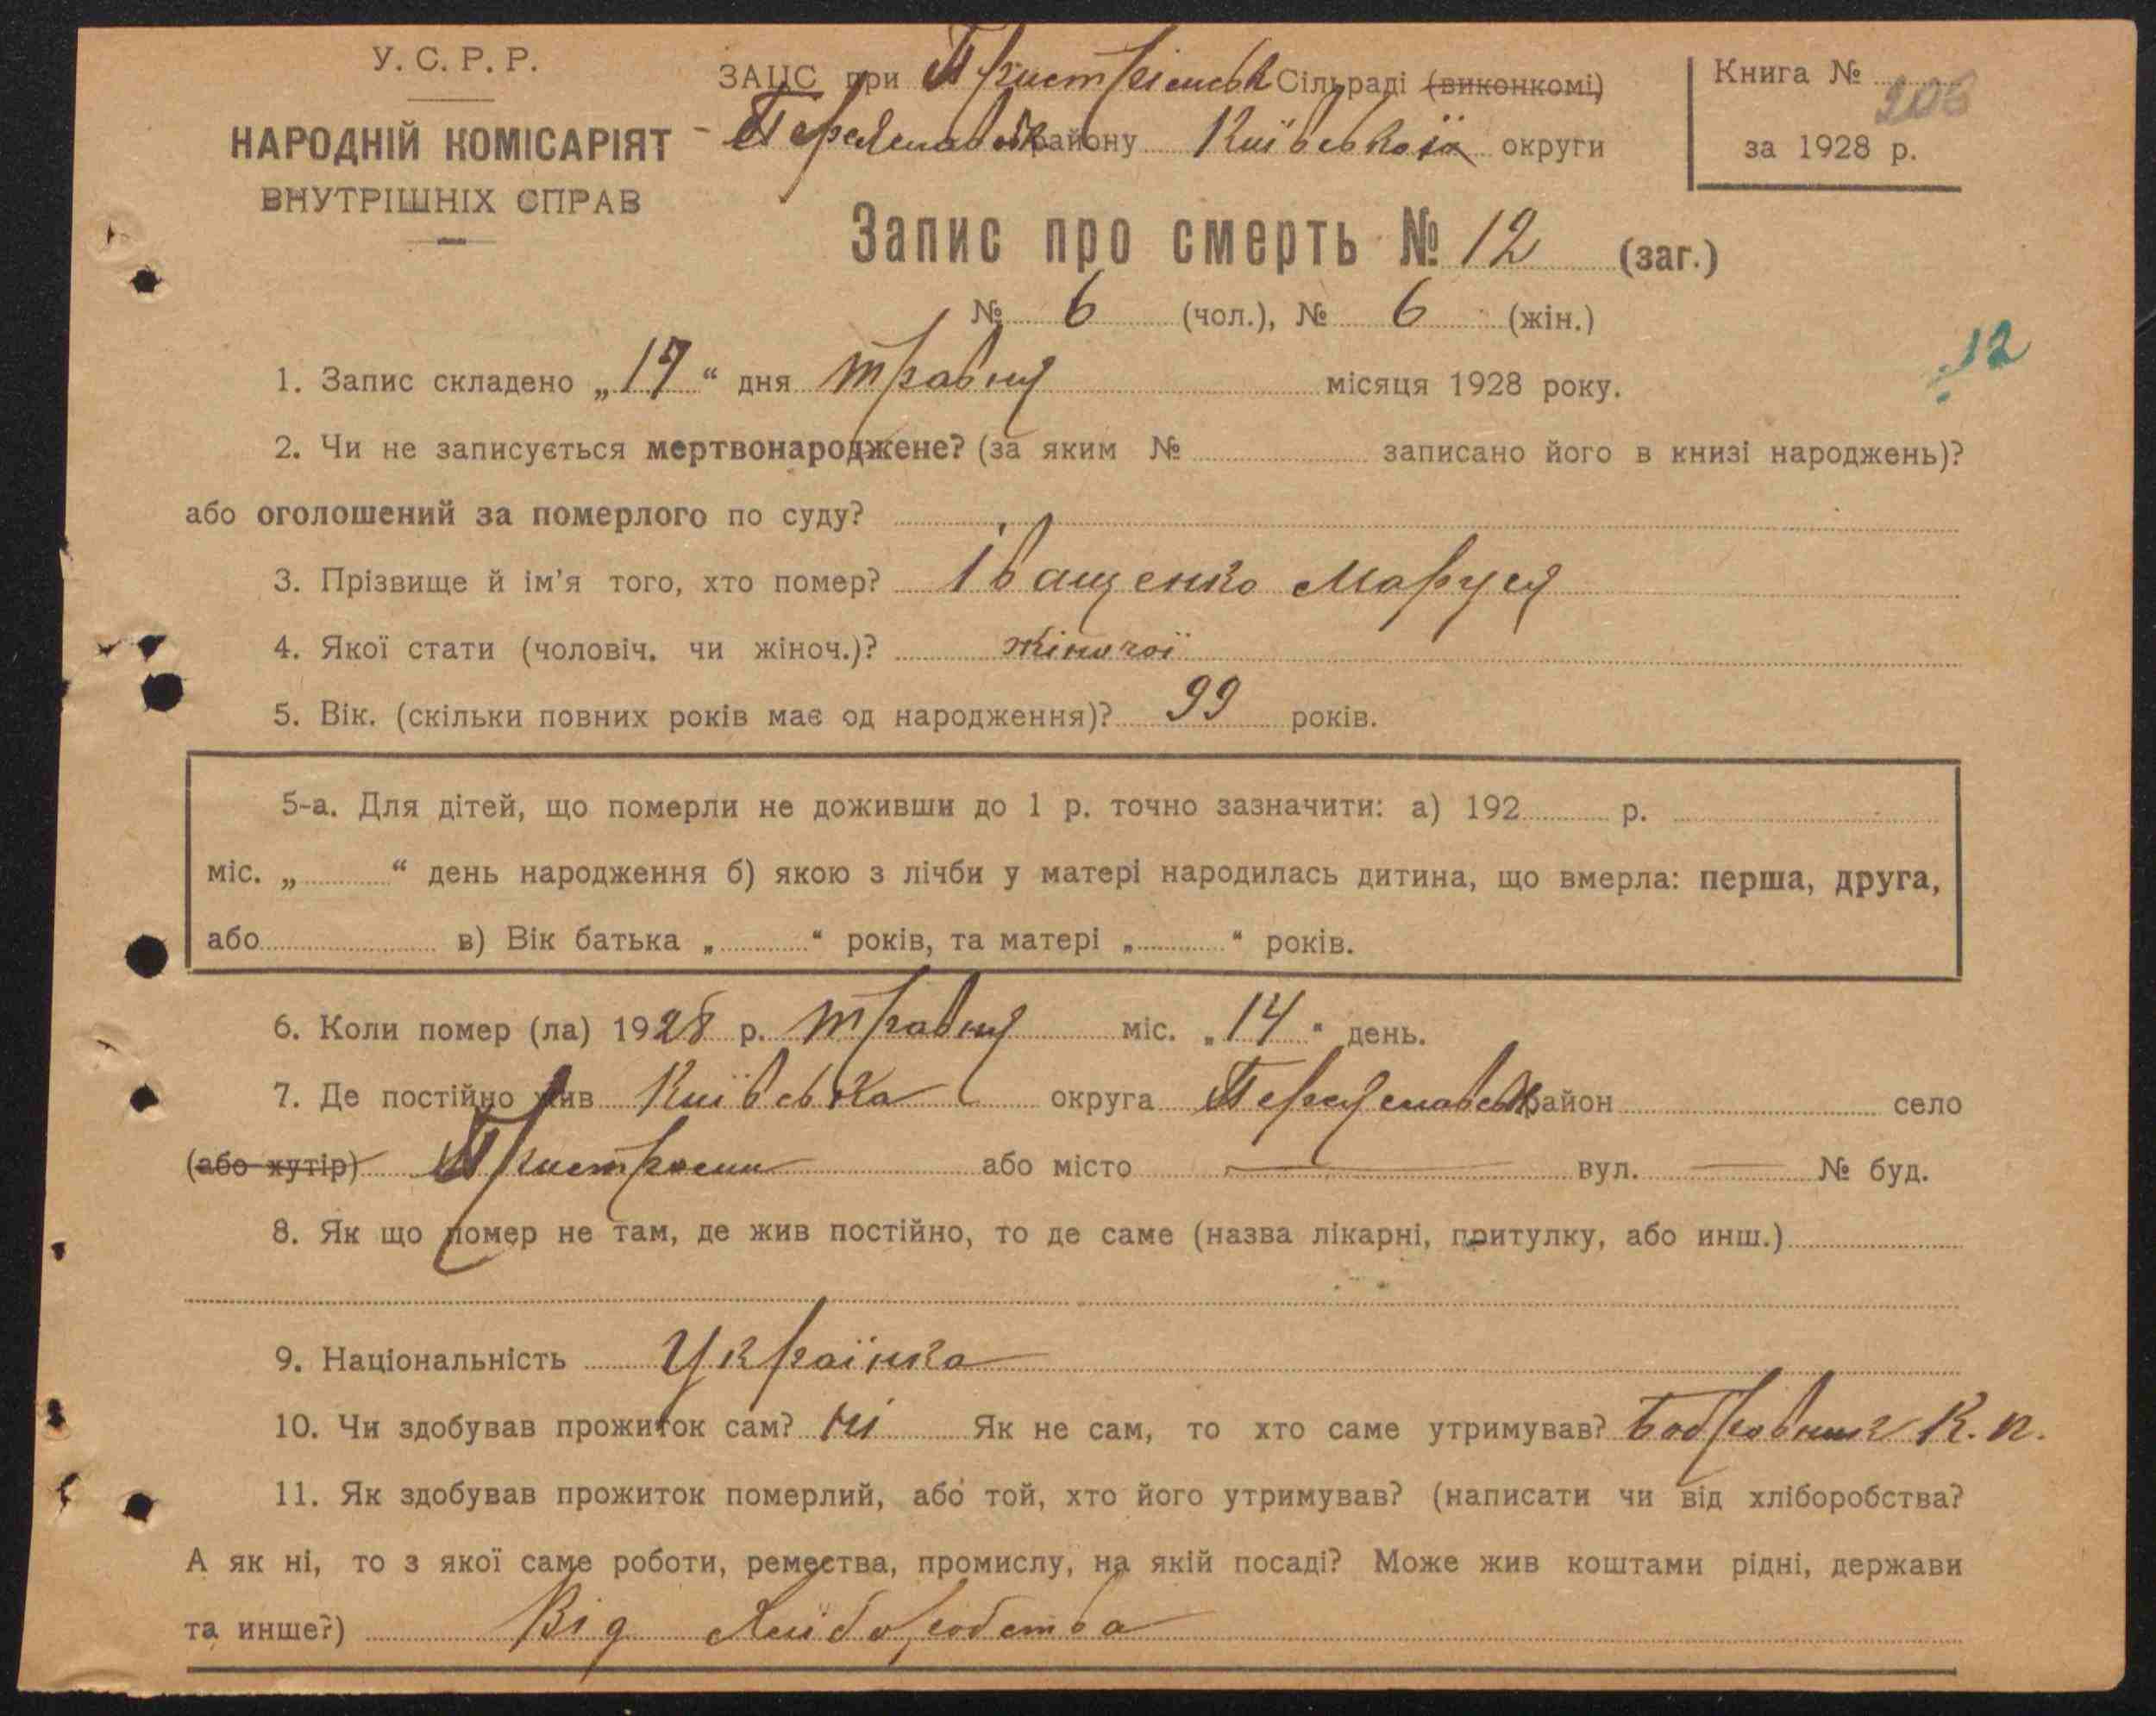 У. С. Р. Р.
НАРОДНІЙ КОМІСАРІЯТ
ВНУТРІШНІХ СПРАВ
ЗАЦС при Пристрімськ Сільраді (виконкомі)
Переяславськ району Київської округи
Книга № 206
за 1928 р.
Запис про смерть № 12 (заг.)
№ 6 (чол.), № 6 (жін.)
12
1. Запис складено „17“ дня травня місяця 1928 року.
2. Чи не записується мертвонароджене? (за яким № записано його в книзі народжень)?
або оголошений за померлого по суду?
3. Прізвище й ім’я того, хто помер? Іващенко Маруся
4. Якої стати (чоловіч. чи жіноч.)? жіночої
5. Вік. (скільки повних років має од народження)? 99 років.
5-а. Для дітей, що померли не доживши до 1 р. точно зазначити: а) 192 р.
міс. „ “ день народження б) якою з лічби у матері народилась дитина, що вмерла: перша, друга,
або в) Вік батька „ “ років, та матері „ “ років.
6. Коли помер (ла) 1928 р. травня міс. „14“ день.
7. Де постійно жив Київська округа Переяславськ район село
(або хутір) Пристроми або місто — вул. — № буд.
8. Як що помер не там, де жив постійно, то де саме (назва лікарні, притулку, або инш.)
9. Національність Українка
10. Чи здобував прожиток сам? ні Як не сам, то хто саме утримував? Бобровник К. П.
11. Як здобував прожиток померлий, або той, хто його утримував? (написати чи від хліборобства?
А як ні, то з якої саме роботи, ремества, промислу, на якій посаді? Може жив коштами рідні, держави
та инше?) Від Хліборобства